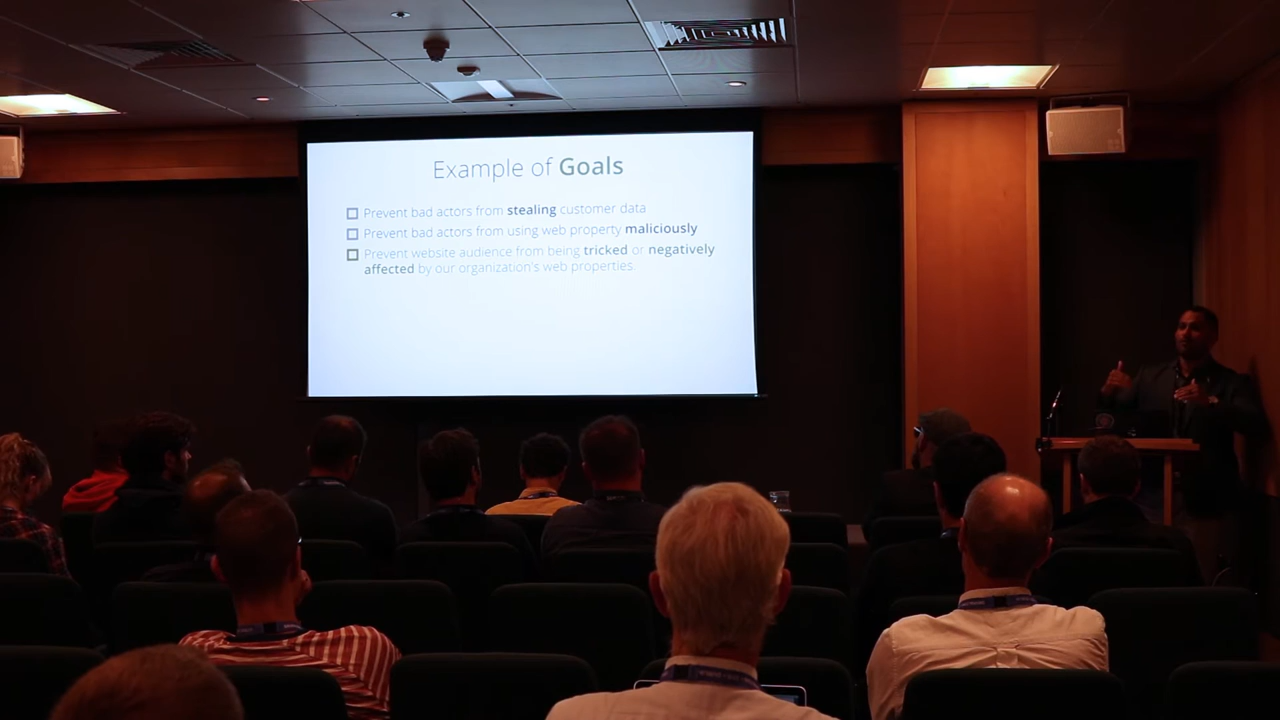 Example of Goals
Prevent bad actors from stealing customer data
Prevent bad actors from using web property maliciously
Prevent website audience from being tricked or negatively
affected by our organization's web properties.